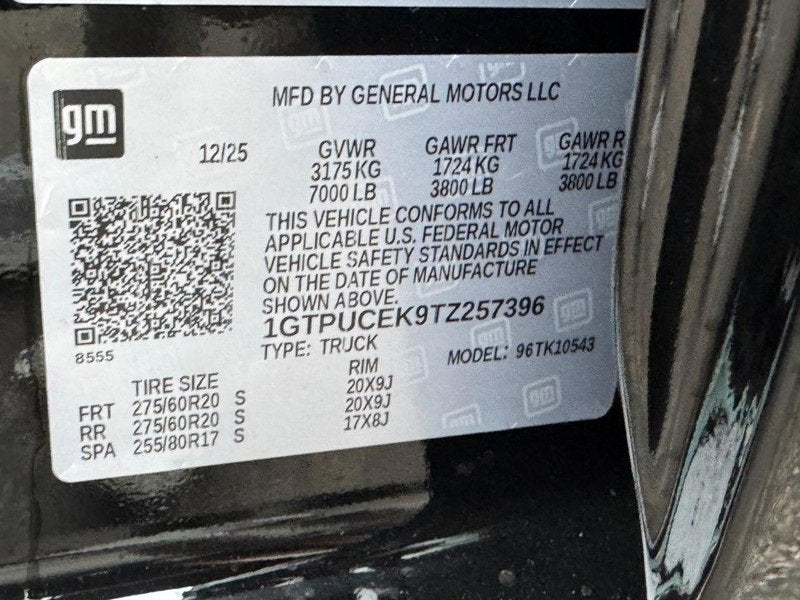 gm
MFD BY GENERAL MOTORS LLC
12/25 GVWR GAWR FRT GAWR R
3175 KG 1724 KG 1724 KG
7000 LB 3800 LB 3800 LB
THIS VEHICLE CONFORMS TO ALL
APPLICABLE U.S. FEDERAL MOTOR
VEHICLE SAFETY STANDARDS IN EFFECT
ON THE DATE OF MANUFACTURE
SHOWN ABOVE.
1GTPUCEK9TZ257396
8555
TYPE: TRUCK MODEL: 96TK10543
TIRE SIZE RIM
FRT 275/60R20 S 20X9J
RR 275/60R20 S 20X9J
SPA 255/80R17 S 17X8J